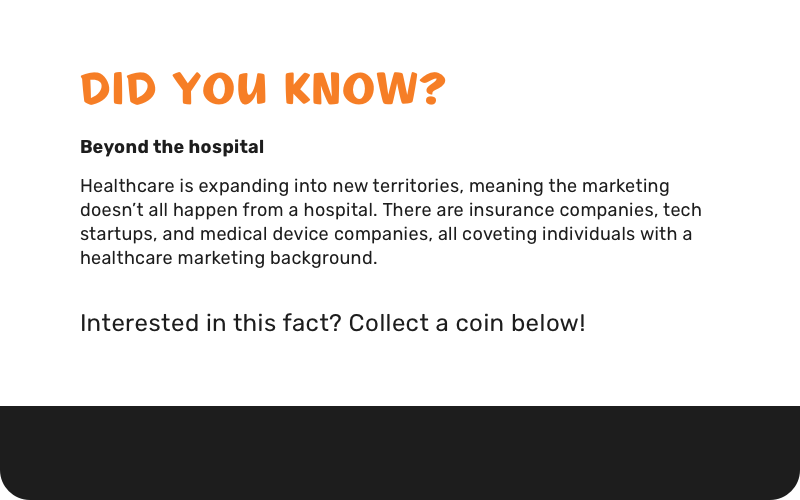 DID YOU KNOW?
Beyond the hospital
Healthcare is expanding into new territories, meaning the marketing
doesn’t all happen from a hospital. There are insurance companies, tech
startups, and medical device companies, all coveting individuals with a
healthcare marketing background.
Interested in this fact? Collect a coin below!